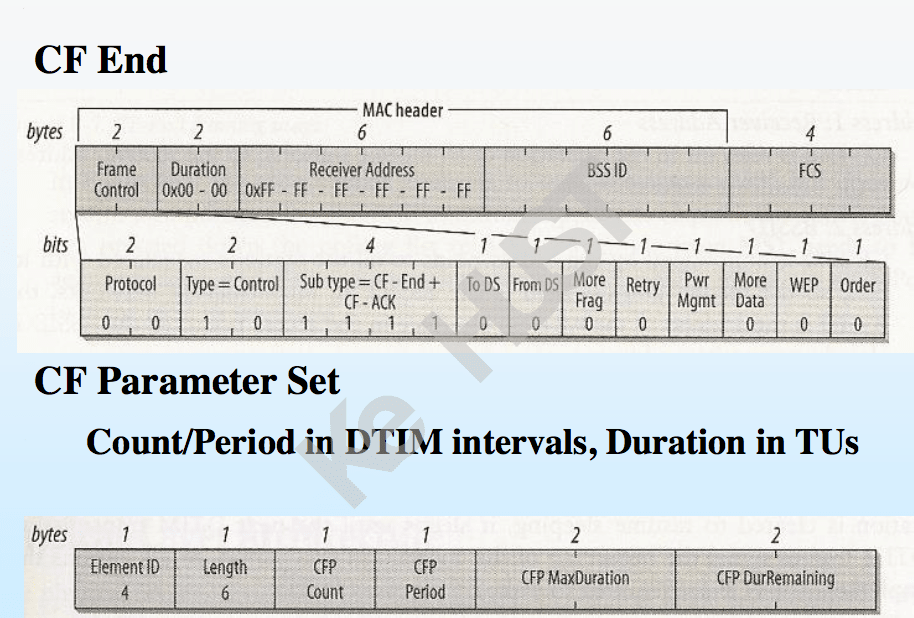 CF End
MAC header
bytes 2 2 6 6 4
Frame Control Duration 0x00 - 00 Receiver Address 0xFF - FF - FF - FF - FF - FF BSS ID FCS
bits 2 2 4 1 1 1 1 1 1 1 1
Protocol Type = Control Sub type = CF - End + CF - ACK To DS From DS More Frag Retry Pwr Mgmt More Data WEP Order
0 0 1 0 1 1 1 1 0 0 0 0 0 0 0 0
CF Parameter Set
Count/Period in DTIM intervals, Duration in TUs
bytes 1 1 1 1 2 2
Element ID Length CFP CFP CFP MaxDuration CFP DurRemaining
4 6 Count Period
Ke HUST